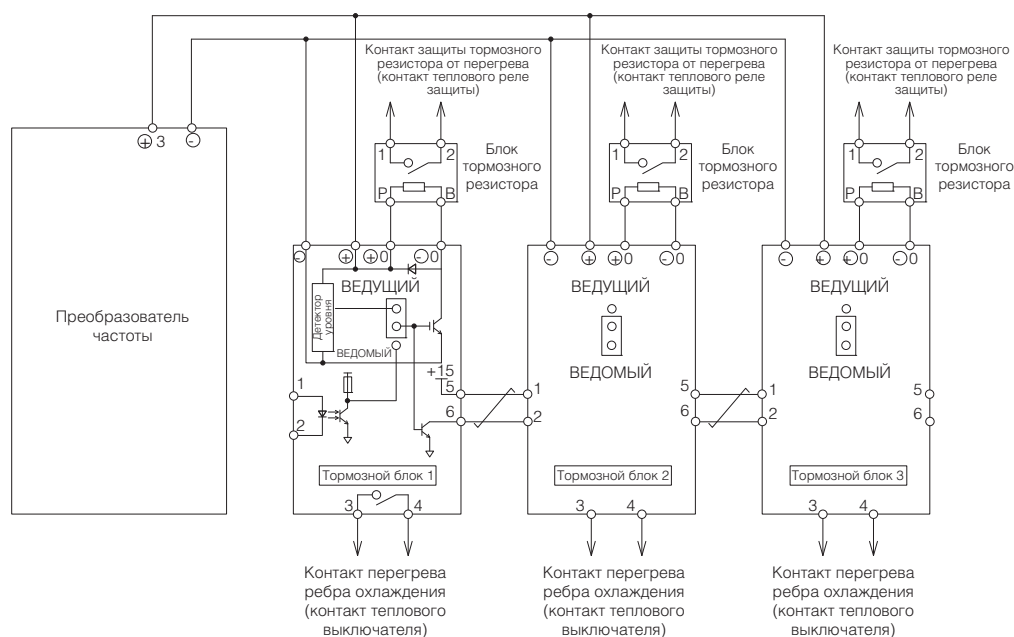 Контакт защиты тормозного
резистора от перегрева
(контакт теплового реле
защиты)
Контакт защиты тормозного
резистора от перегрева
(контакт теплового реле
защиты)
Контакт защиты тормозного
резистора от перегрева
(контакт теплового реле
защиты)
+ 3 -
1 2
P B
Блок
тормозного
резистора
1 2
P B
Блок
тормозного
резистора
1 2
P B
Блок
тормозного
резистора
Преобразователь
частоты
- + +0 -0
ВЕДУЩИЙ
Детектор
уровня
ВЕДОМЫЙ
+15
1
2
5
6
Тормозной блок 1
3 4
- + +0 -0
ВЕДУЩИЙ
ВЕДОМЫЙ
1
2
5
6
Тормозной блок 2
3 4
- + +0 -0
ВЕДУЩИЙ
ВЕДОМЫЙ
1
2
5
6
Тормозной блок 3
3 4
Контакт перегрева
ребра охлаждения
(контакт теплового
выключателя)
Контакт перегрева
ребра охлаждения
(контакт теплового
выключателя)
Контакт перегрева
ребра охлаждения
(контакт теплового
выключателя)